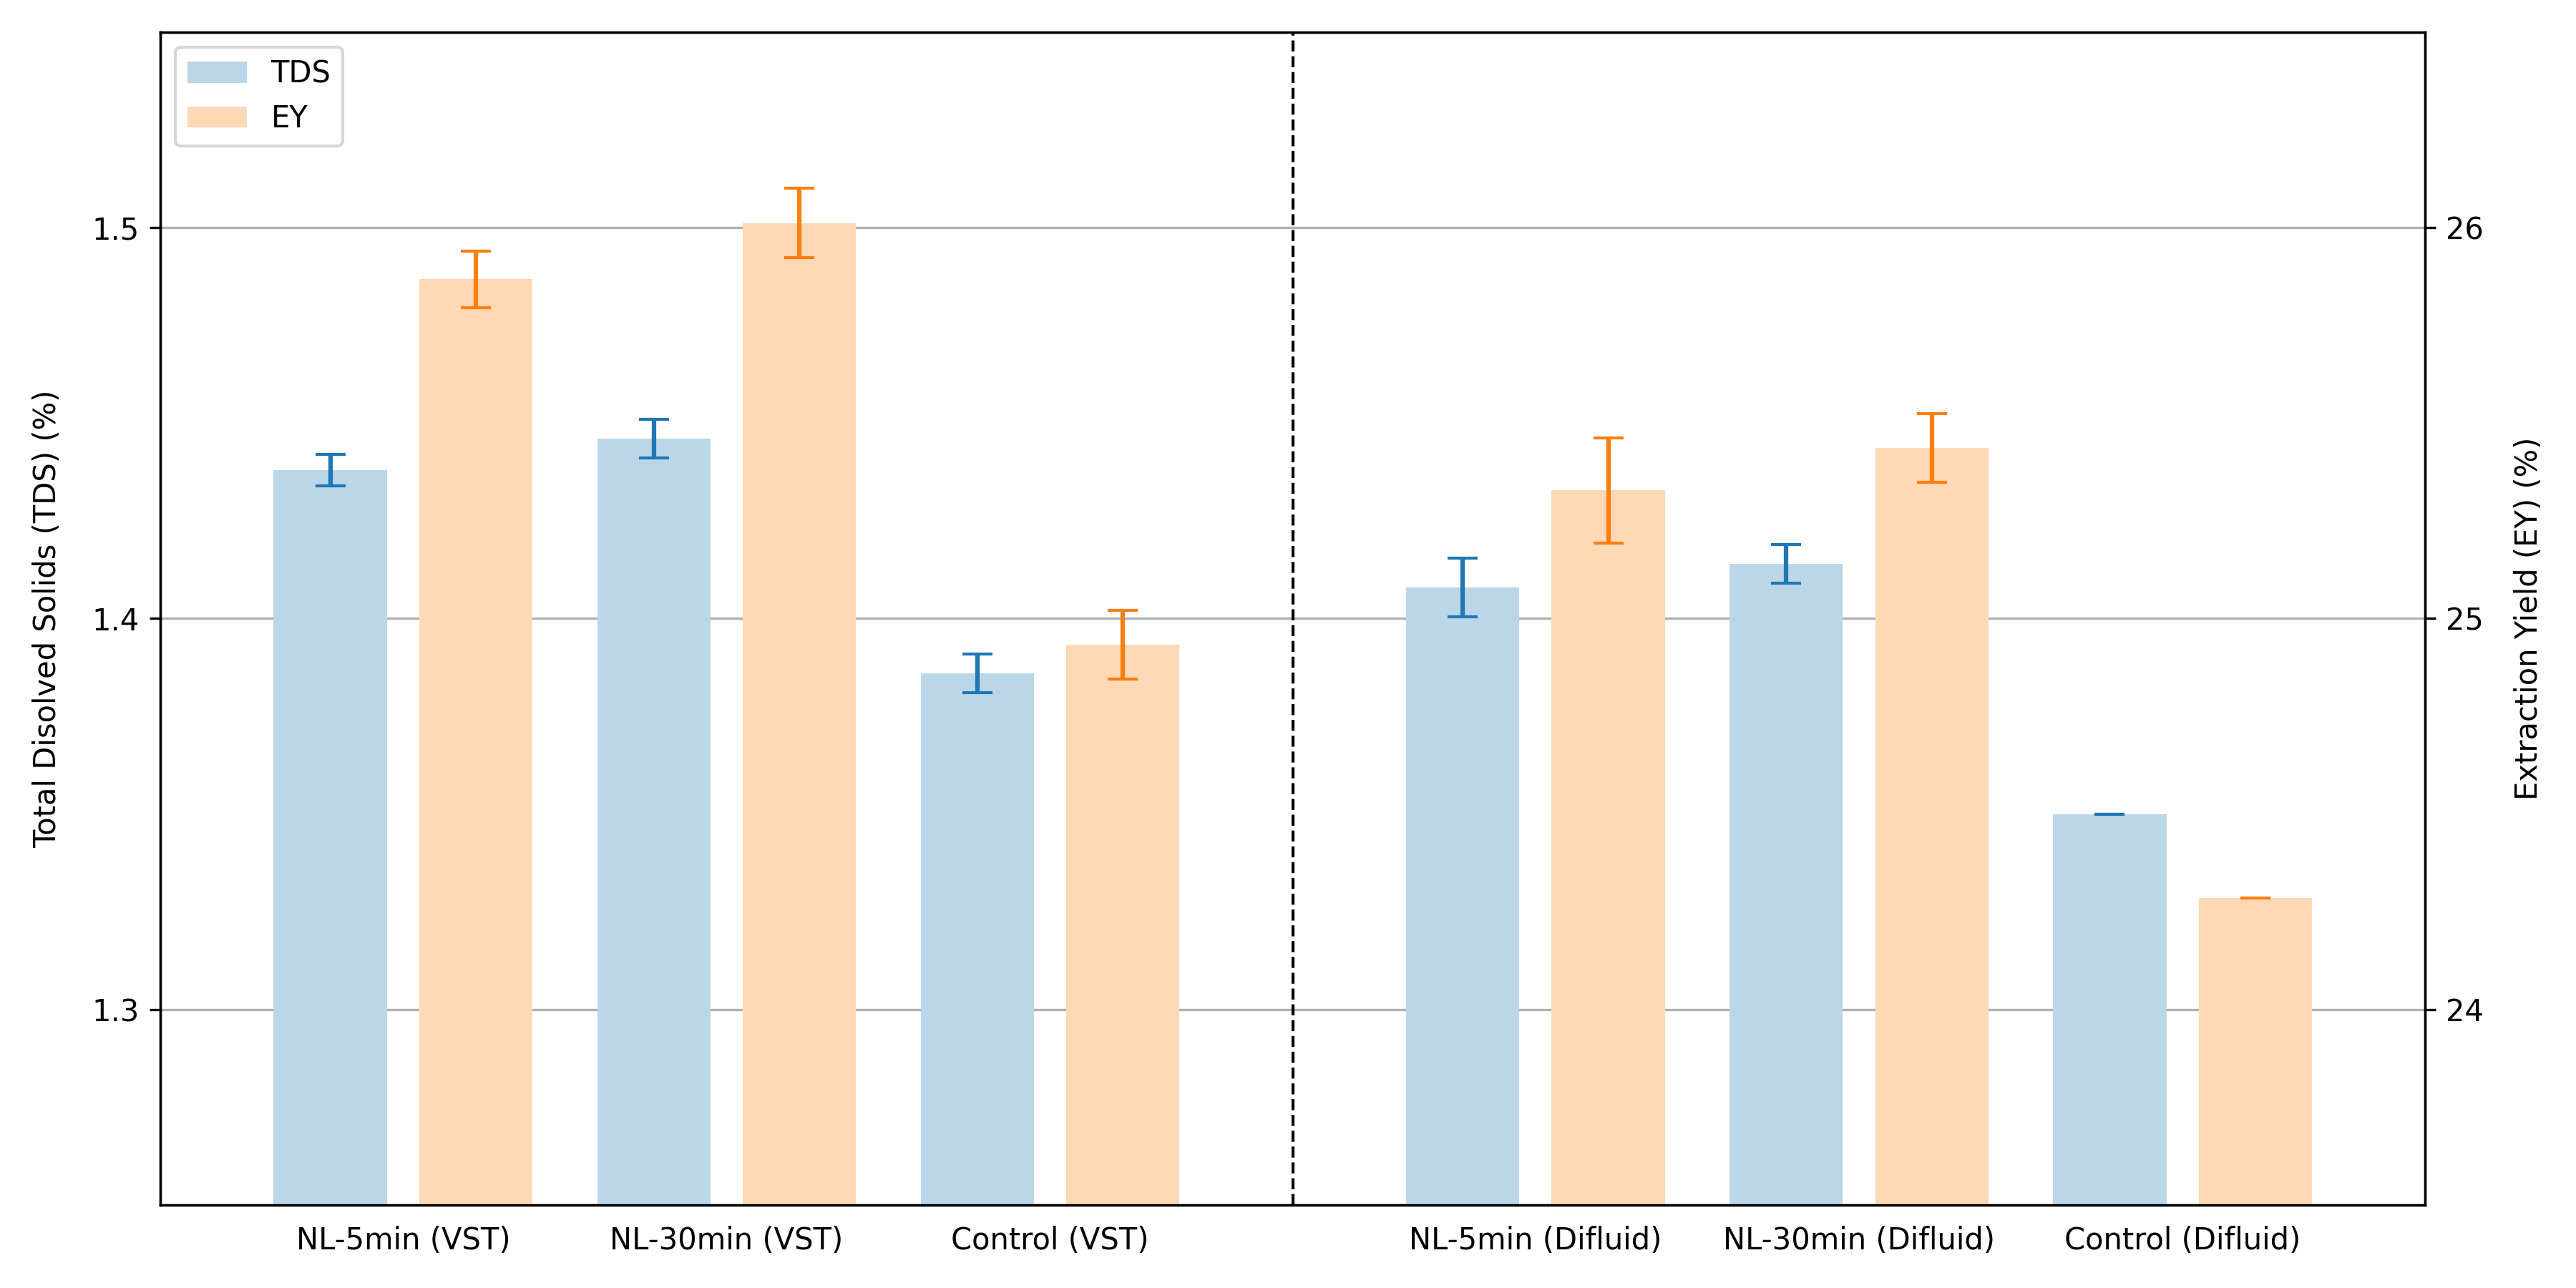 TDS
EY
Total Disolved Solids (TDS) (%)
1.5
1.4
1.3
26
25
24
Extraction Yield (EY) (%)
NL-5min (VST)
NL-30min (VST)
Control (VST)
NL-5min (Difluid)
NL-30min (Difluid)
Control (Difluid)